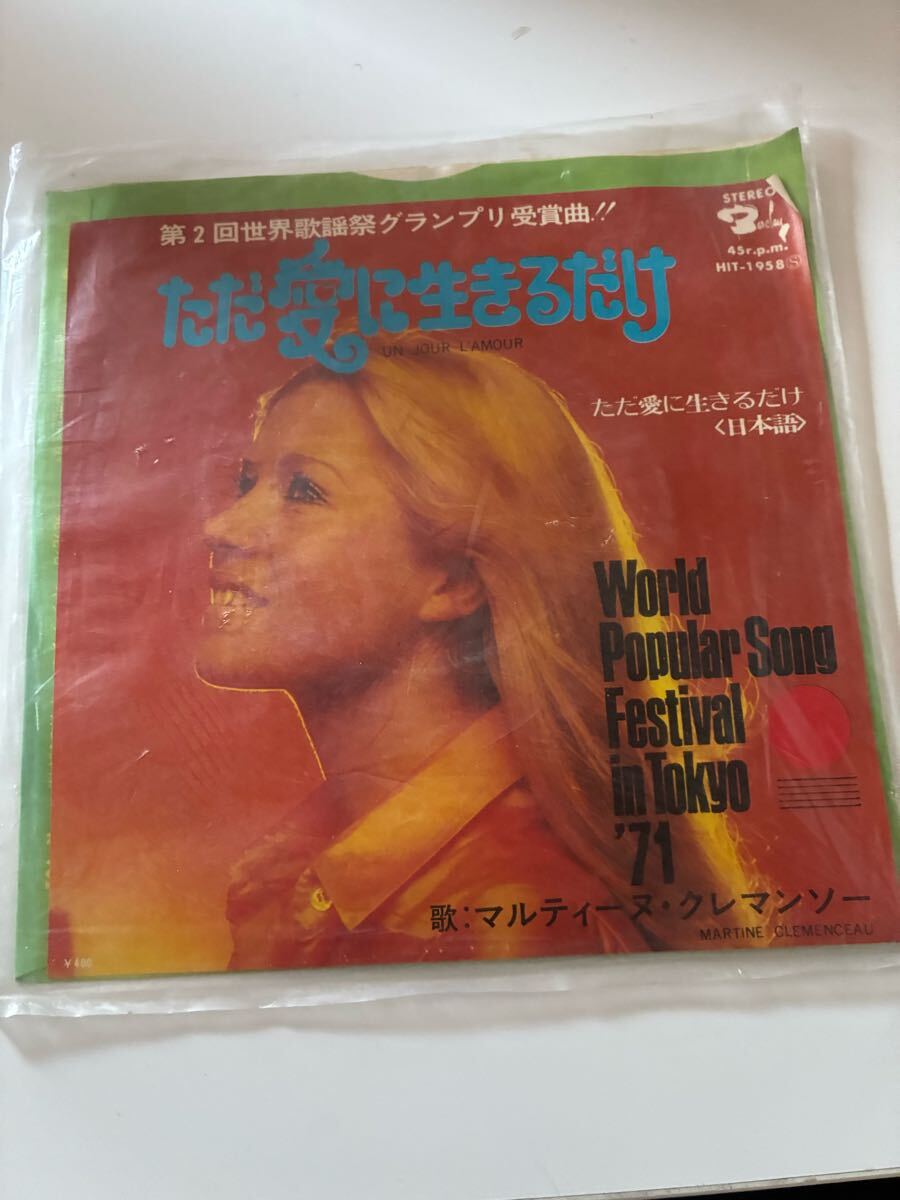 第2回世界歌謡祭グランプリ受賞曲!!
STEREO
Barclay
45r.p.m.
HIT-1958Ⓢ
ただ愛に生きるだけ
UN JOUR L'AMOUR
ただ愛に生きるだけ
〈日本語〉
World
Popular Song
Festival
in Tokyo
'71
歌:マルティーヌ・クレマンソー
MARTINE CLEMENCEAU
¥400